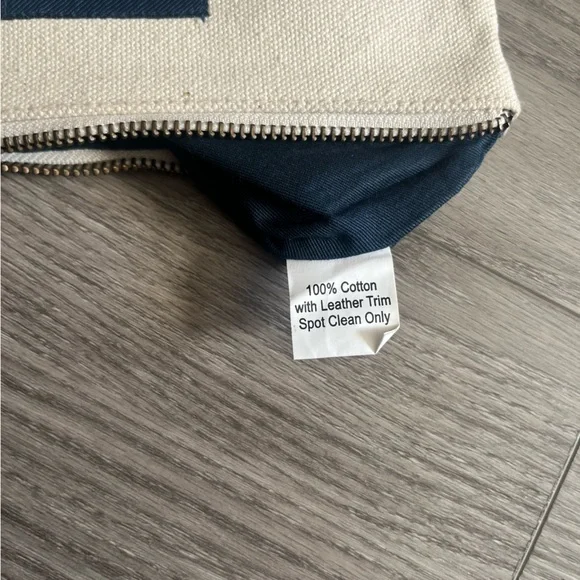 100% Cotton
with Leather Trim
Spot Clean Only